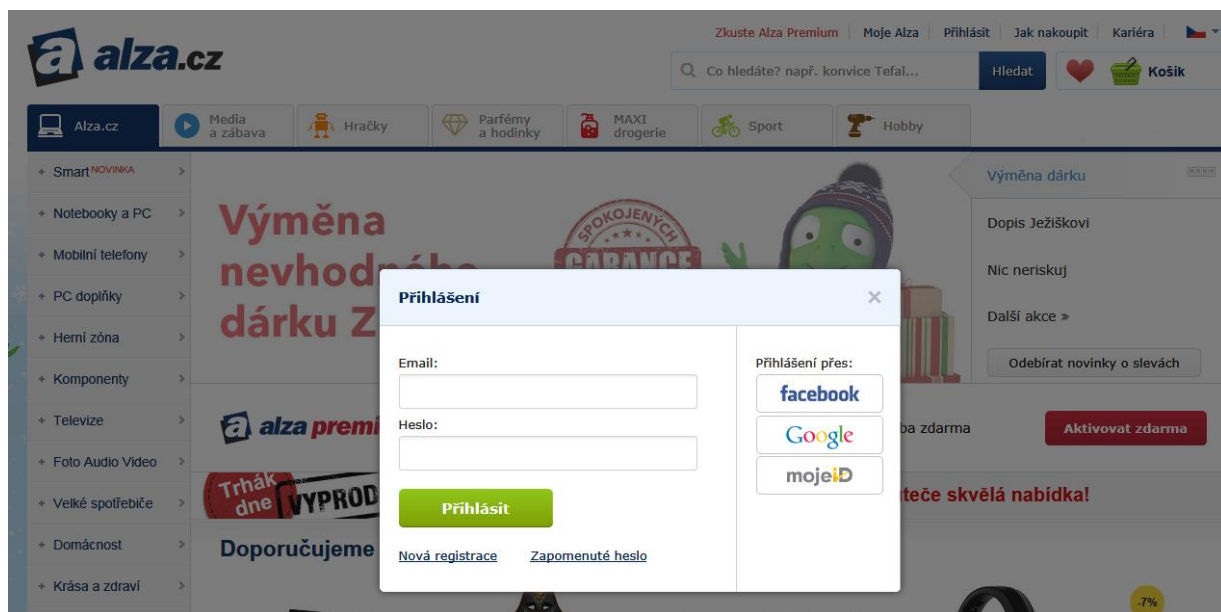 Zkuste Alza Premium Moje Alza Přihlásit Jak nakoupit Kariéra
alza.cz
Co hledáte? např. konvice Tefal... Hledat Košík
Alza.cz
Media
a zábava
Hračky
Parfémy
a hodinky
MAXI
drogerie
Sport
Hobby
Smart NOVINKA
Notebooky a PC
Mobilní telefony
PC doplňky
Herní zóna
Komponenty
Televize
Foto Audio Video
Velké spotřebiče
Domácnost
Krása a zdraví
Výměna
nevhodného
dárku Z
SPOKOJENÝCH
GARANCE
Výměna dárku
Dopis Ježiškovi
Nic neriskuj
Další akce »
Odebírat novinky o slevách
Přihlášení ×
Email:
Heslo:
Přihlásit
Nová registrace Zapomenuté heslo
Přihlášení přes:
facebook
Google
mojeiD
alza premi
ba zdarma
Aktivovat zdarma
Trhák
dne
VYPROD
teče skvělá nabídka!
Doporučujeme
-7%